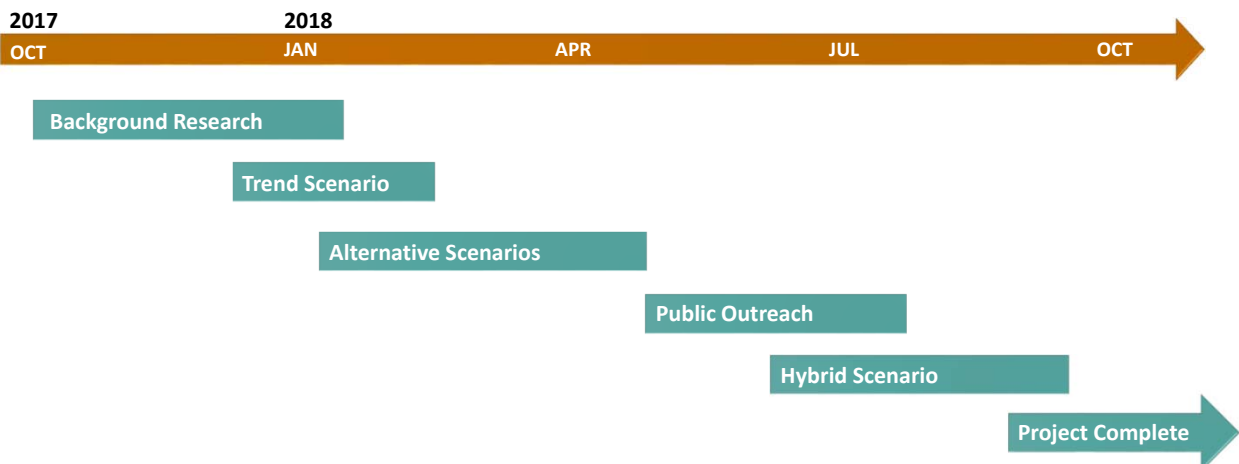 2017 2018
OCT JAN APR JUL OCT
Background Research
Trend Scenario
Alternative Scenarios
Public Outreach
Hybrid Scenario
Project Complete